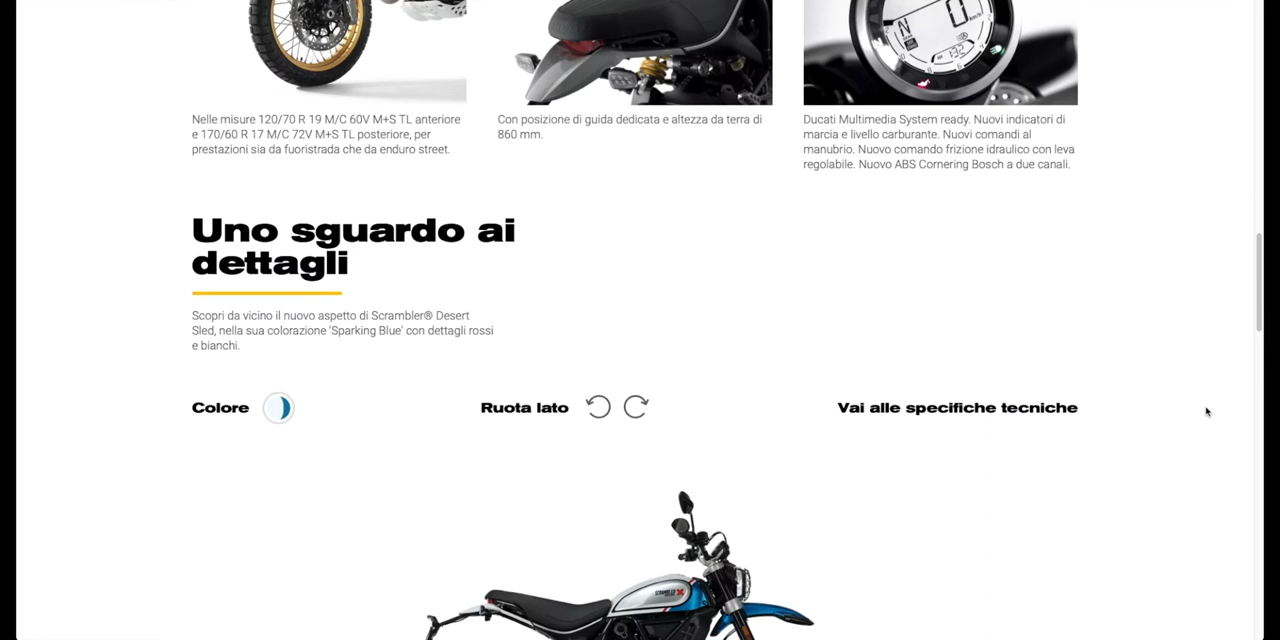 N
0
km/h
Nelle misure 120/70 R 19 M/C 60V M+S TL anteriore
e 170/60 R 17 M/C 72V M+S TL posteriore, per
prestazioni sia da fuoristrada che da enduro street.
Con posizione di guida dedicata e altezza da terra di
860 mm.
Ducati Multimedia System ready. Nuovi indicatori di
marcia e livello carburante. Nuovi comandi al
manubrio. Nuovo comando frizione idraulico con leva
regolabile. Nuovo ABS Cornering Bosch a due canali.
Uno sguardo ai
dettagli
Scopri da vicino il nuovo aspetto di Scrambler® Desert
Sled, nella sua colorazione 'Sparking Blue' con dettagli rossi
e bianchi.
Colore
Ruota lato
Vai alle specifiche tecniche
SCRAMBLER